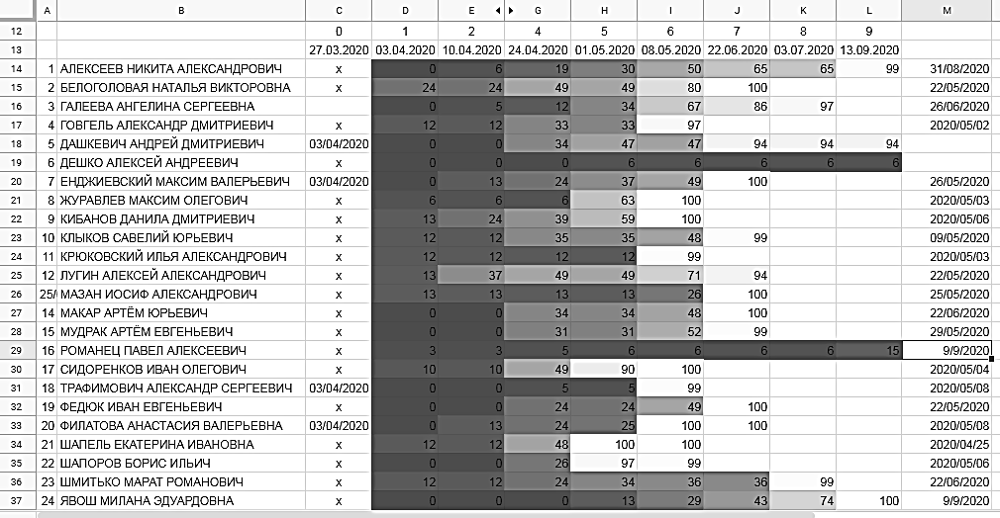 A B C D E G H I J K L M
12 0 1 2 4 5 6 7 8 9
13 27.03.2020 03.04.2020 10.04.2020 24.04.2020 01.05.2020 08.05.2020 22.06.2020 03.07.2020 13.09.2020
14 1 АЛЕКСЕЕВ НИКИТА АЛЕКСАНДРОВИЧ x 0 6 19 30 50 65 65 99 31/08/2020
15 2 БЕЛОГОЛОВАЯ НАТАЛЬЯ ВИКТОРОВНА x 24 24 49 49 80 100 22/05/2020
16 3 ГАЛЕЕВА АНГЕЛИНА СЕРГЕЕВНА 0 5 12 34 67 86 97 26/06/2020
17 4 ГОВГЕЛЬ АЛЕКСАНДР ДМИТРИЕВИЧ x 12 12 33 33 97 2020/05/02
18 5 ДАШКЕВИЧ АНДРЕЙ ДМИТРИЕВИЧ 03/04/2020 0 0 34 47 47 94 94 94
19 6 ДЕШКО АЛЕКСЕЙ АНДРЕЕВИЧ x 0 0 0 6 6 6 6 6
20 7 ЕНДЖИЕВСКИЙ МАКСИМ ВАЛЕРЬЕВИЧ 03/04/2020 0 13 24 37 49 100 26/05/2020
21 8 ЖУРАВЛЕВ МАКСИМ ОЛЕГОВИЧ x 6 6 6 63 100 2020/05/03
22 9 КИБАНОВ ДАНИЛА ДМИТРИЕВИЧ x 13 24 39 59 100 2020/05/06
23 10 КЛЫКОВ САВЕЛИЙ ЮРЬЕВИЧ x 12 12 35 35 48 99 09/05/2020
24 11 КРЮКОВСКИЙ ИЛЬЯ АЛЕКСАНДРОВИЧ x 12 12 12 12 99 2020/05/03
25 12 ЛУГИН АЛЕКСЕЙ АЛЕКСАНДРОВИЧ x 13 37 49 49 71 94 22/05/2020
26 25/ МАЗАН ИОСИФ АЛЕКСАНДРОВИЧ x 13 13 13 13 26 100 25/05/2020
27 14 МАКАР АРТЁМ ЮРЬЕВИЧ x 0 0 34 34 48 100 22/06/2020
28 15 МУДРАК АРТЁМ ЕВГЕНЬЕВИЧ x 0 0 31 31 52 99 29/05/2020
29 16 РОМАНЕЦ ПАВЕЛ АЛЕКСЕЕВИЧ x 3 3 5 6 6 6 6 15 9/9/2020
30 17 СИДОРЕНКОВ ИВАН ОЛЕГОВИЧ x 10 10 49 90 100 2020/05/04
31 18 ТРАФИМОВИЧ АЛЕКСАНДР СЕРГЕЕВИЧ 03/04/2020 0 0 5 5 99 2020/05/08
32 19 ФЕДЮК ИВАН ЕВГЕНЬЕВИЧ x 0 0 24 24 49 100 22/05/2020
33 20 ФИЛАТОВА АНАСТАСИЯ ВАЛЕРЬЕВНА 03/04/2020 0 13 24 25 100 100 2020/05/08
34 21 ШАПЕЛЬ ЕКАТЕРИНА ИВАНОВНА x 12 12 48 100 100 2020/04/25
35 22 ШАПОРОВ БОРИС ИЛЬИЧ x 0 0 26 97 99 2020/05/06
36 23 ШМИТЬКО МАРАТ РОМАНОВИЧ x 12 12 24 34 36 36 99 22/06/2020
37 24 ЯВОШ МИЛАНА ЭДУАРДОВНА x 0 0 0 13 29 43 74 100 9/9/2020